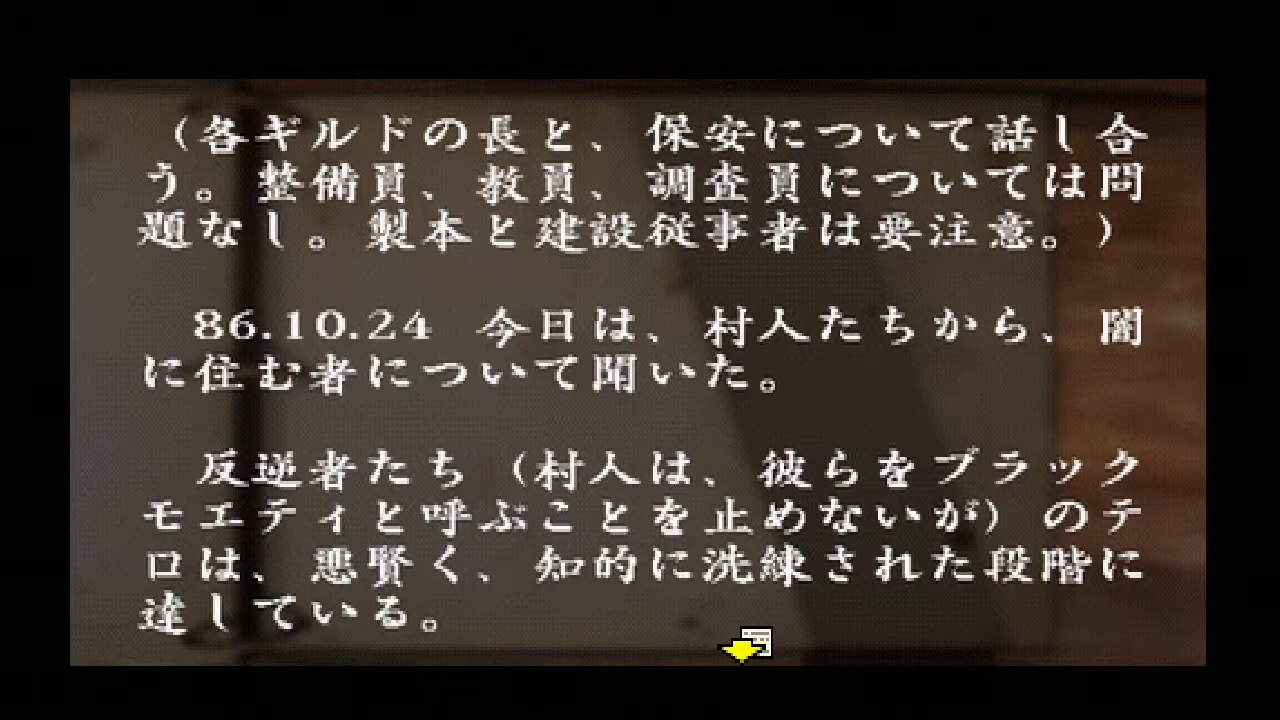 （各ギルドの長と、保安について話し合
う。整備員、教員、調査員については問
題なし。製本と建設従事者は要注意。）
86.10.24　今日は、村人たちから、闇
に住む者について聞いた。
反逆者たち（村人は、彼らをブラック
モエティと呼ぶことを止めないが）のテ
ロは、悪賢く、知的に洗練された段階に
達している。